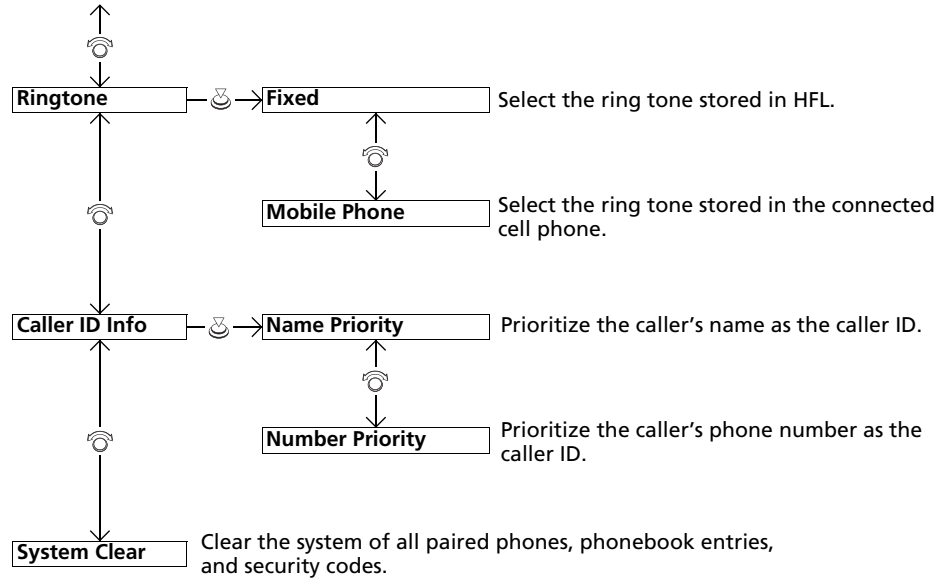 Ringtone
Fixed
Select the ring tone stored in HFL.
Mobile Phone
Select the ring tone stored in the connected
cell phone.
Caller ID Info
Name Priority
Prioritize the caller’s name as the caller ID.
Number Priority
Prioritize the caller’s phone number as the
caller ID.
System Clear
Clear the system of all paired phones, phonebook entries,
and security codes.